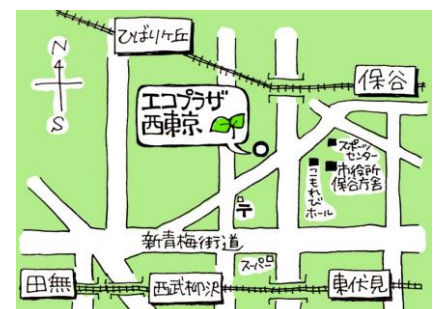 ひばりヶ丘
N
S
保谷
エコプラザ
西東京
スポーツ
センター
市役所
保谷庁舎
こもれび
ホール
〒
新青梅街道
スーパー
田無
西武柳沢
東伏見